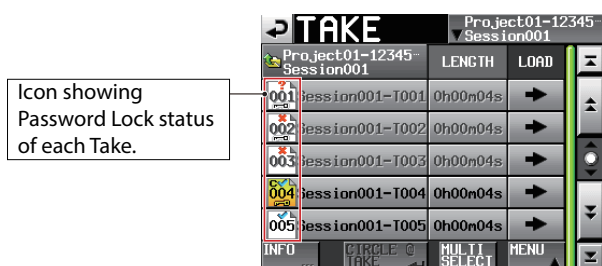 TAKE
Project01-12345
Session001
Project01-12345
Session001
LENGTH
LOAD
Icon showing
Password Lock status
of each Take.
001 Session001-T001 0h00m04s
002 Session001-T002 0h00m04s
003 Session001-T003 0h00m04s
004 Session001-T004 0h00m04s
005 Session001-T005 0h00m04s
INFO
CIRCLE @
TAKE
MULTI
SELECT
MENU